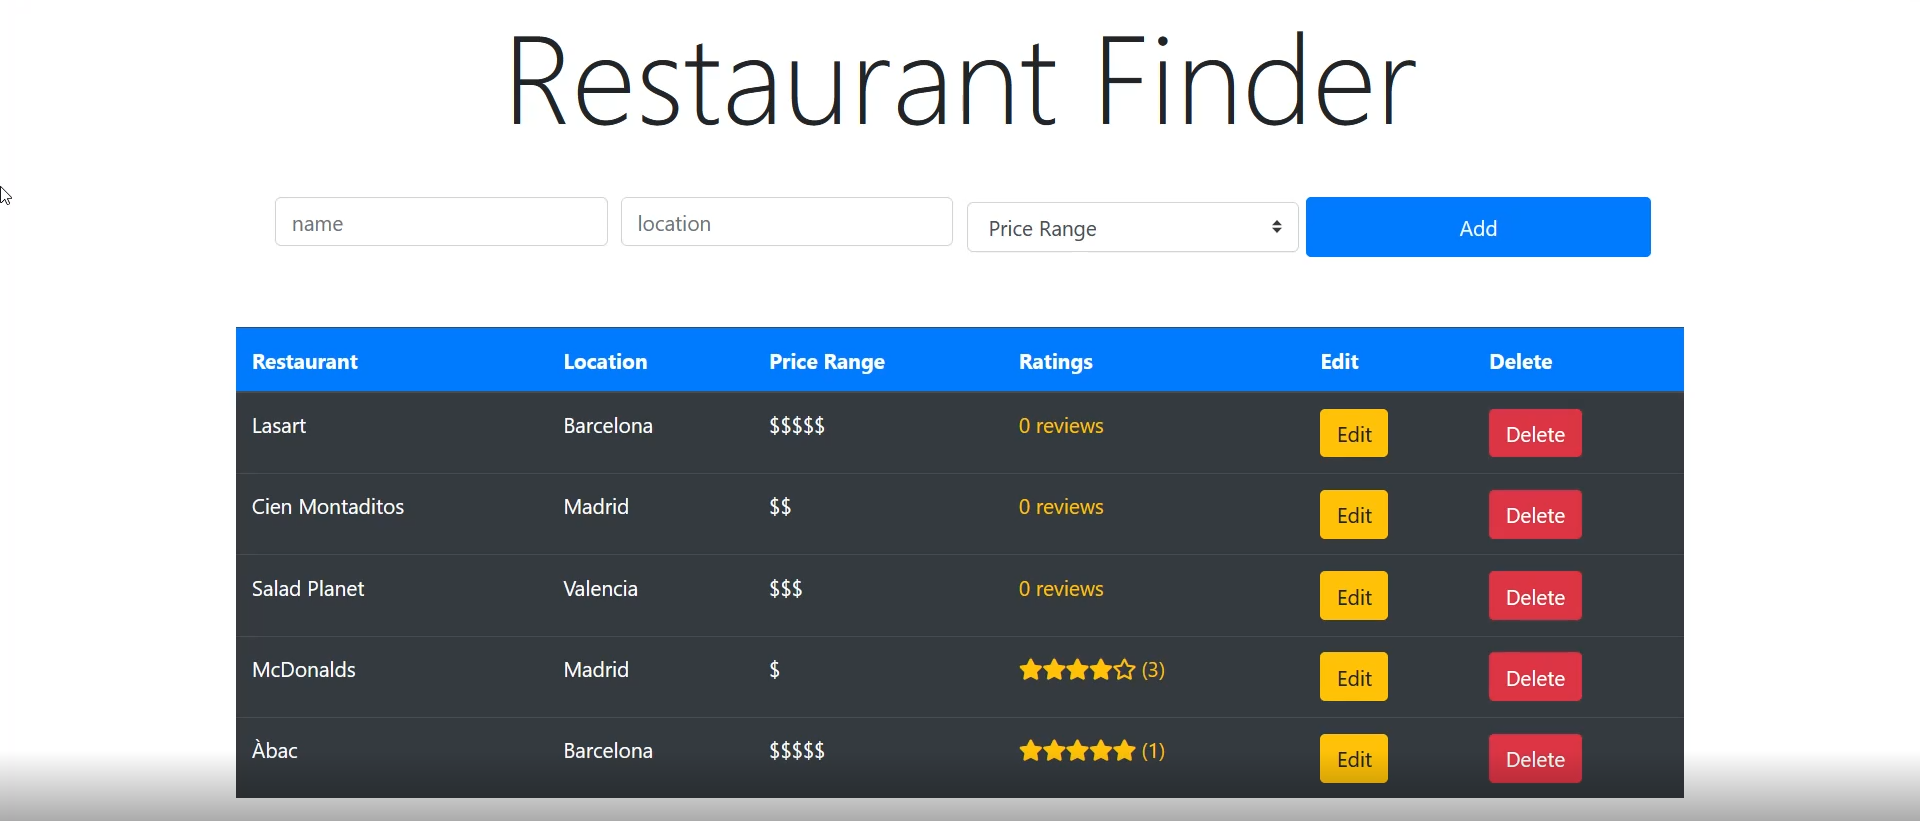 Restaurant Finder
name location Price Range Add
Restaurant Location Price Range Ratings Edit Delete
Lasart Barcelona $$$$$ 0 reviews Edit Delete
Cien Montaditos Madrid $$ 0 reviews Edit Delete
Salad Planet Valencia $$$ 0 reviews Edit Delete
McDonalds Madrid $ (3) Edit Delete
Àbac Barcelona $$$$$ (1) Edit Delete